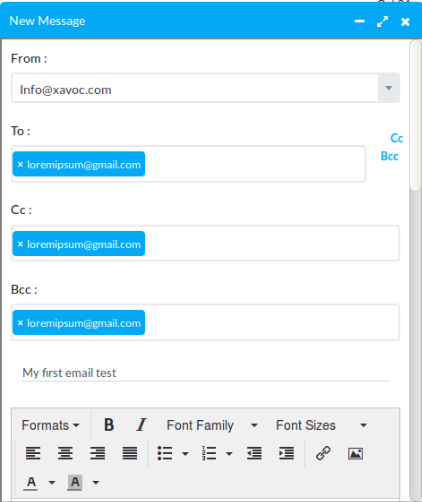 New Message
From :
Info@xavoc.com
To :
Cc
Bcc
× loremipsum@gmail.com
Cc :
× loremipsum@gmail.com
Bcc :
× loremipsum@gmail.com
My first email test
Formats B I Font Family Font Sizes
A A